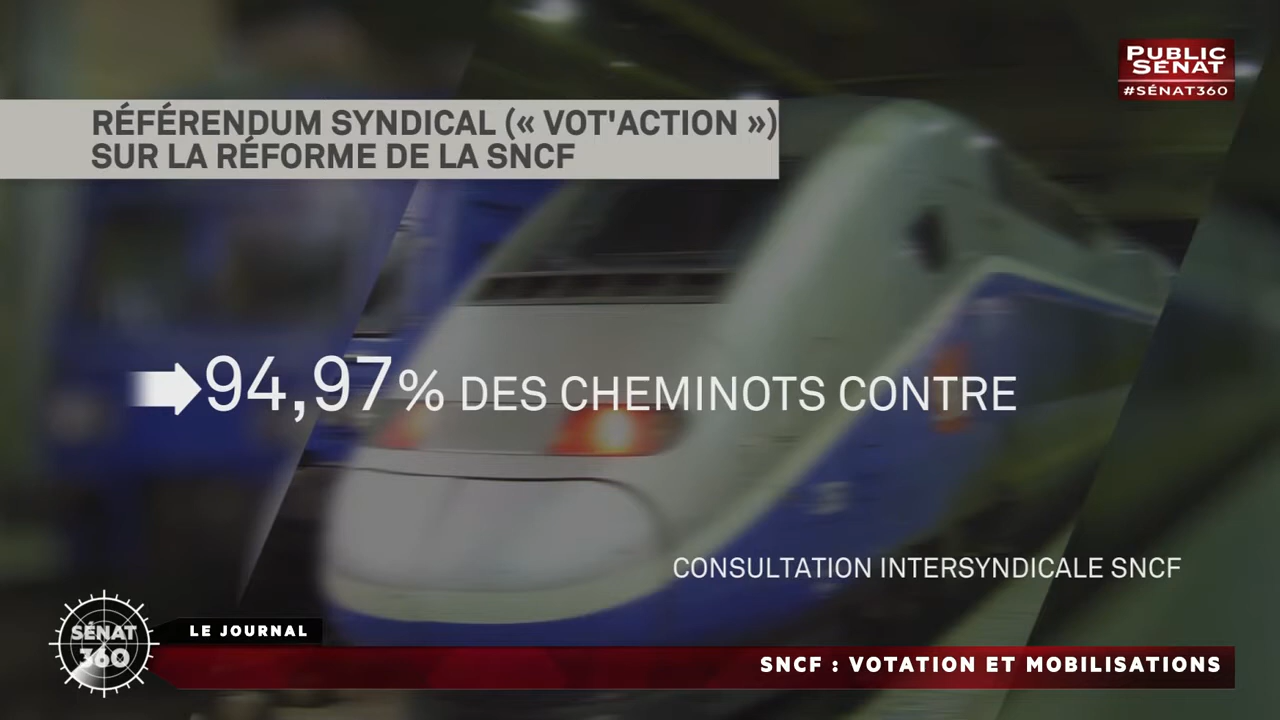 PUBLIC
SÉNAT
#SÉNAT360
RÉFÉRENDUM SYNDICAL (« VOT'ACTION »)
SUR LA RÉFORME DE LA SNCF
94,97% DES CHEMINOTS CONTRE
CONSULTATION INTERSYNDICALE SNCF
SÉNAT
360
LE JOURNAL
SNCF : VOTATION ET MOBILISATIONS